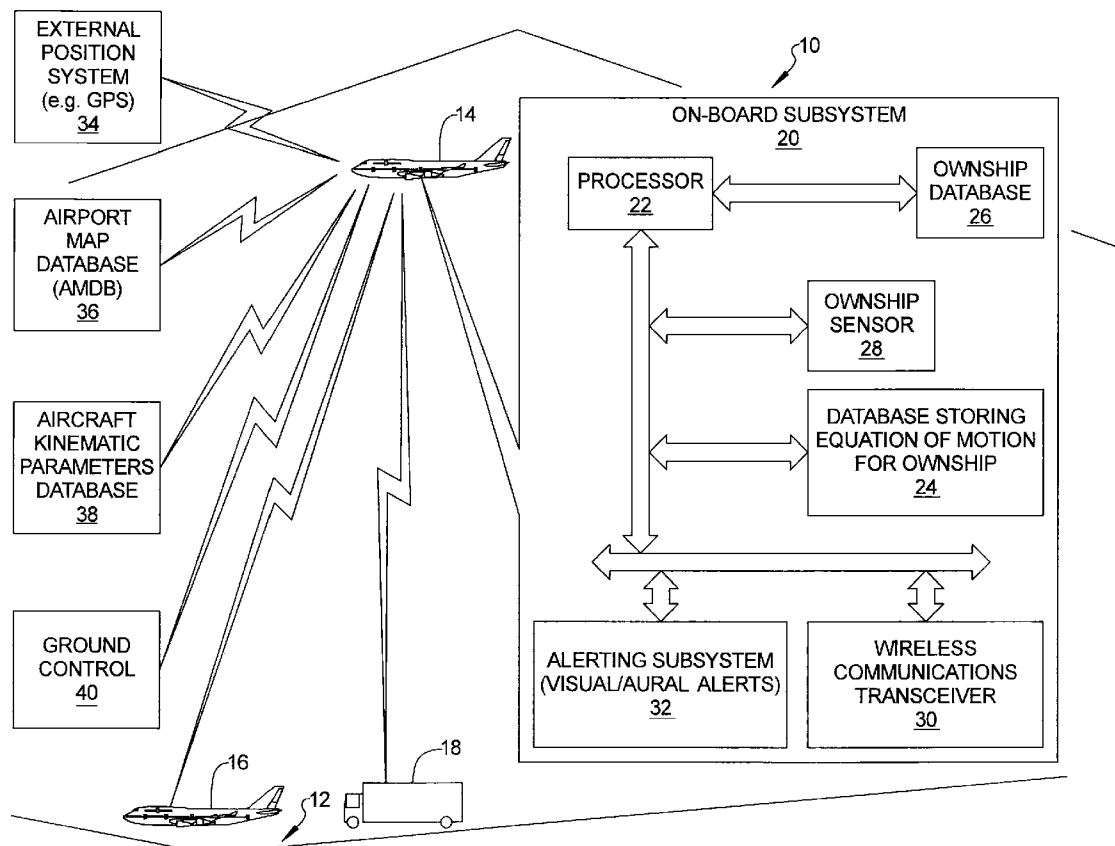 EXTERNAL
POSITION
SYSTEM
(e.g. GPS)
34
10
14
ON-BOARD SUBSYSTEM
20
PROCESSOR
22
OWNSHIP
DATABASE
26
AIRPORT
MAP
DATABASE
(AMDB)
36
OWNSHIP
SENSOR
28
AIRCRAFT
KINEMATIC
PARAMETERS
DATABASE
38
DATABASE STORING
EQUATION OF MOTION
FOR OWNSHIP
24
GROUND
CONTROL
40
ALERTING SUBSYSTEM
(VISUAL/AURAL ALERTS)
32
WIRELESS
COMMUNICATIONS
TRANSCEIVER
30
16
12
18